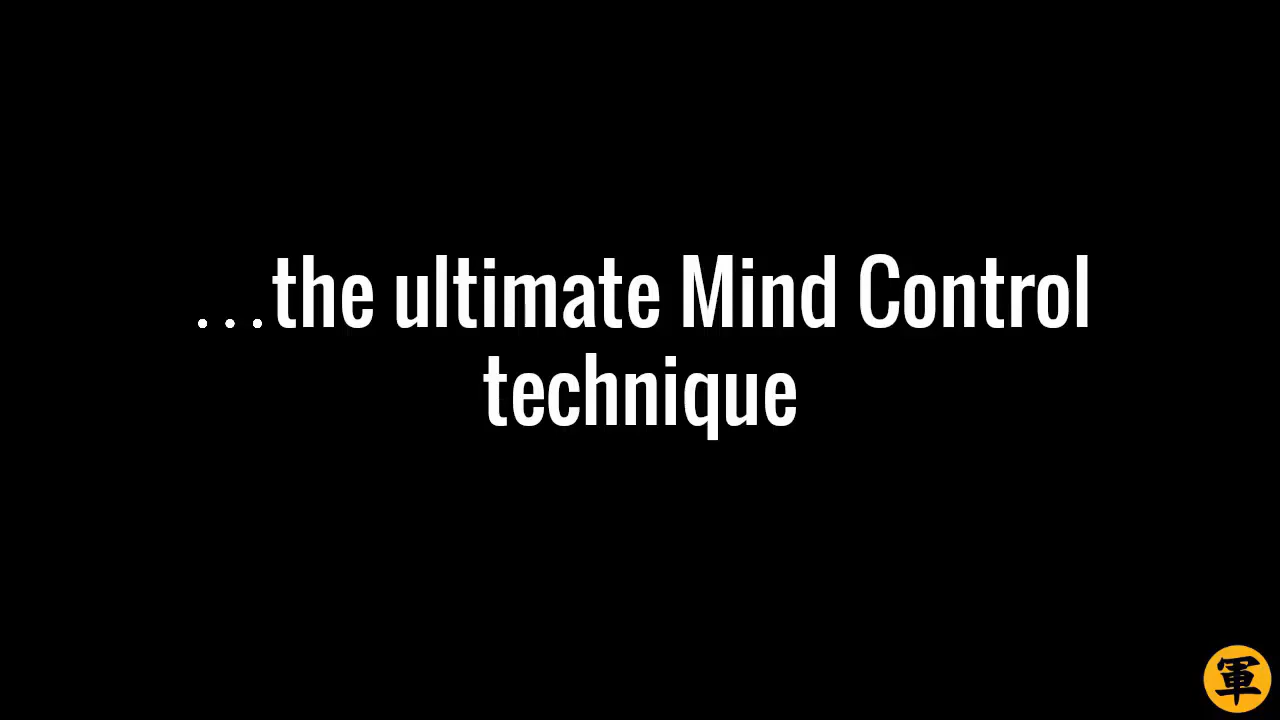 ...the ultimate Mind Control
technique
軍